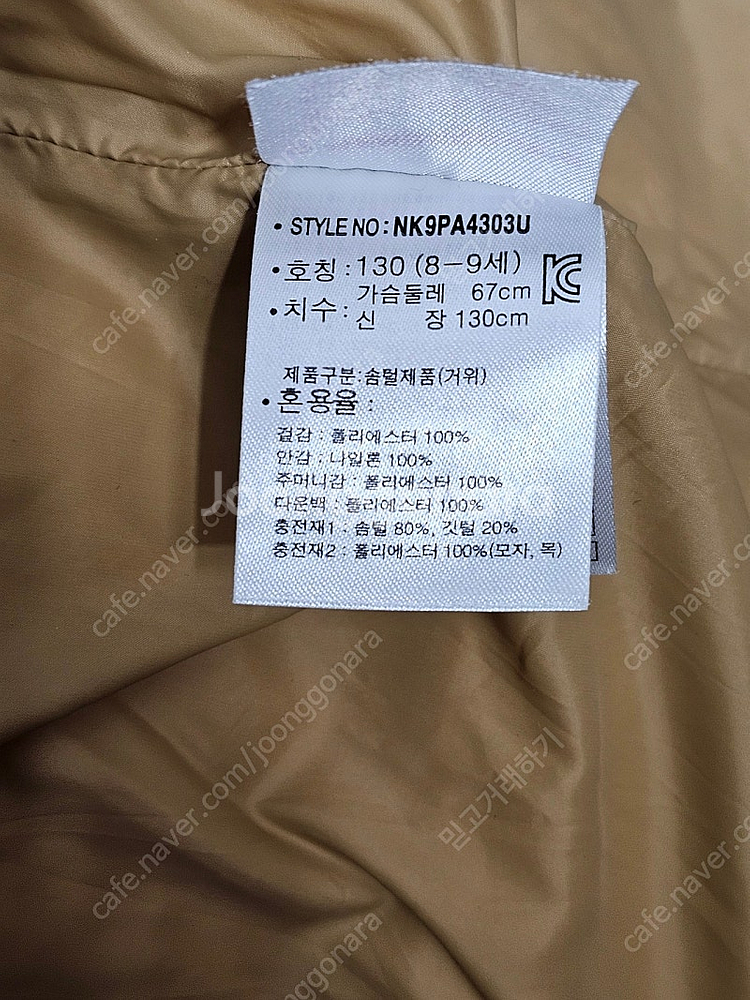 • STYLE NO: NK9PA4303U
• 호칭 : 130 (8-9세)
• 치수 : 가슴둘레 67cm
신 장 130cm
제품구분:솜털제품(거위)
• 혼용율 :
겉감 : 폴리에스터 100%
안감 : 나일론 100%
주머니감 : 폴리에스터 100%
다운백 : 폴리에스터 100%
충전재1 : 솜털 80%, 깃털 20%
충전재2 : 폴리에스터 100%(모자, 목)
cafe.naver.com/joonggonara
믿고거래하기
cafe.naver.com/joonggonara